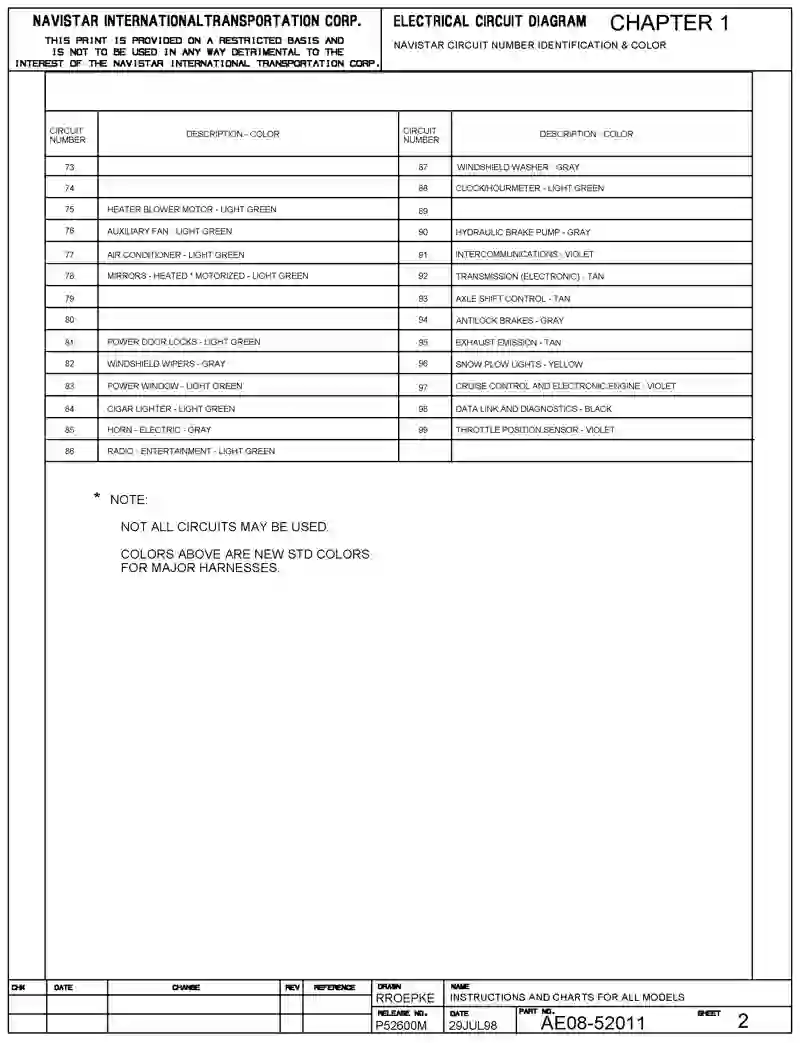 NAVISTAR INTERNATIONALTRANSPORTATION CORP.
THIS PRINT IS PROVIDED ON A RESTRICTED BASIS AND
IS NOT TO BE USED IN ANY WAY DETRIMENTAL TO THE
INTEREST OF THE NAVISTAR INTERNATIONAL TRANSPORTATION CORP.
ELECTRICAL CIRCUIT DIAGRAM CHAPTER 1
NAVISTAR CIRCUIT NUMBER IDENTIFICATION & COLOR
CIRCUIT NUMBER DESCRIPTION - COLOR CIRCUIT NUMBER DESCRIPTION COLOR
73 87 WINDSHIELD WASHER GRAY
74 88 CLOCK/HOURMETER - LIGHT GREEN
75 HEATER BLOWER MOTOR - LIGHT GREEN 89
76 AUXILIARY FAN LIGHT GREEN 90 HYDRAULIC BRAKE PUMP - GRAY
77 AIR CONDITIONER - LIGHT GREEN 91 INTERCOMMUNICATIONS - VIOLET
78 MIRRORS - HEATED * MOTORIZED - LIGHT GREEN 92 TRANSMISSION (ELECTRONIC) - TAN
79 93 AXLE SHIFT CONTROL - TAN
80 94 ANTILOCK BRAKES - GRAY
81 POWER DOOR LOCKS - LIGHT GREEN 95 EXHAUST EMISSION - TAN
82 WINDSHIELD WIPERS - GRAY 96 SNOW PLOW LIGHTS - YELLOW
83 POWER WINDOW - LIGHT GREEN 97 CRUISE CONTROL AND ELECTRONIC ENGINE - VIOLET
84 CIGAR LIGHTER - LIGHT GREEN 98 DATA LINK AND DIAGNOSTICS - BLACK
85 HORN - ELECTRIC - GRAY 99 THROTTLE POSITION SENSOR - VIOLET
86 RADIO - ENTERTAINMENT - LIGHT GREEN
* NOTE:
NOT ALL CIRCUITS MAY BE USED.
COLORS ABOVE ARE NEW STD COLORS
FOR MAJOR HARNESSES.
CHK DATE CHANGE REV REFERENCE
DRAWN RROEPKE
NAME INSTRUCTIONS AND CHARTS FOR ALL MODELS
RELEASE NO. P52600M
DATE 29JUL98
PART NO. AE08-52011
SHEET 2